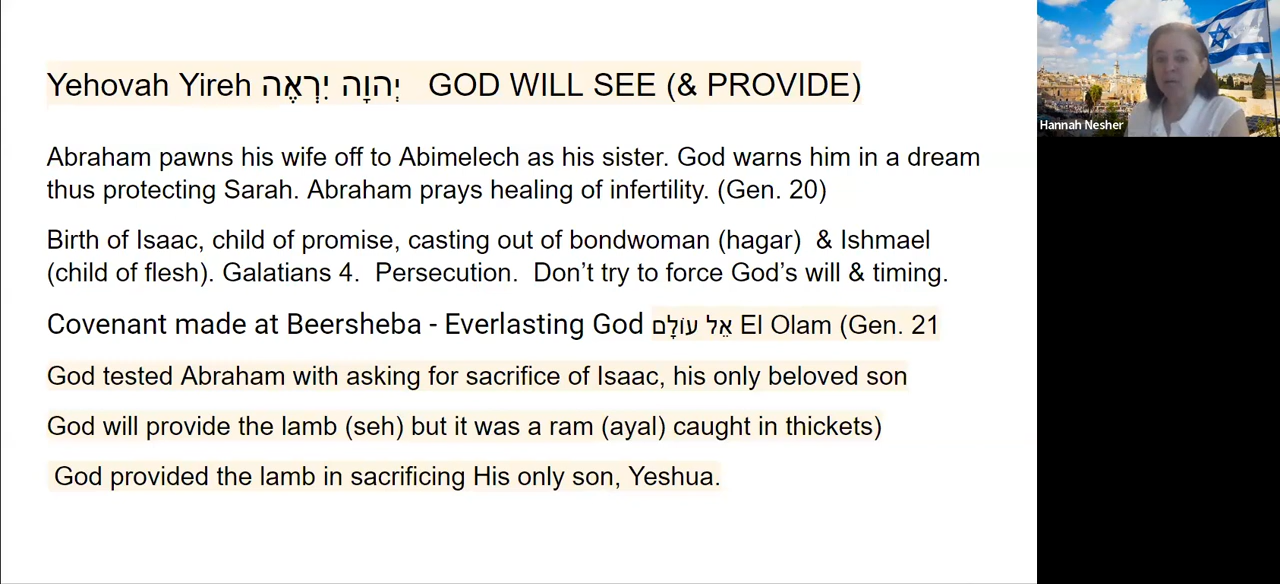 Yehovah Yireh יְהוָה יִרְאֶה GOD WILL SEE (& PROVIDE)
Abraham pawns his wife off to Abimelech as his sister. God warns him in a dream
thus protecting Sarah. Abraham prays healing of infertility. (Gen. 20)
Birth of Isaac, child of promise, casting out of bondwoman (hagar) & Ishmael
(child of flesh). Galatians 4. Persecution. Don’t try to force God’s will & timing.
Covenant made at Beersheba - Everlasting God אֵל עוֹלָם El Olam (Gen. 21
God tested Abraham with asking for sacrifice of Isaac, his only beloved son
God will provide the lamb (seh) but it was a ram (ayal) caught in thickets)
God provided the lamb in sacrificing His only son, Yeshua.
Hannah Nesher